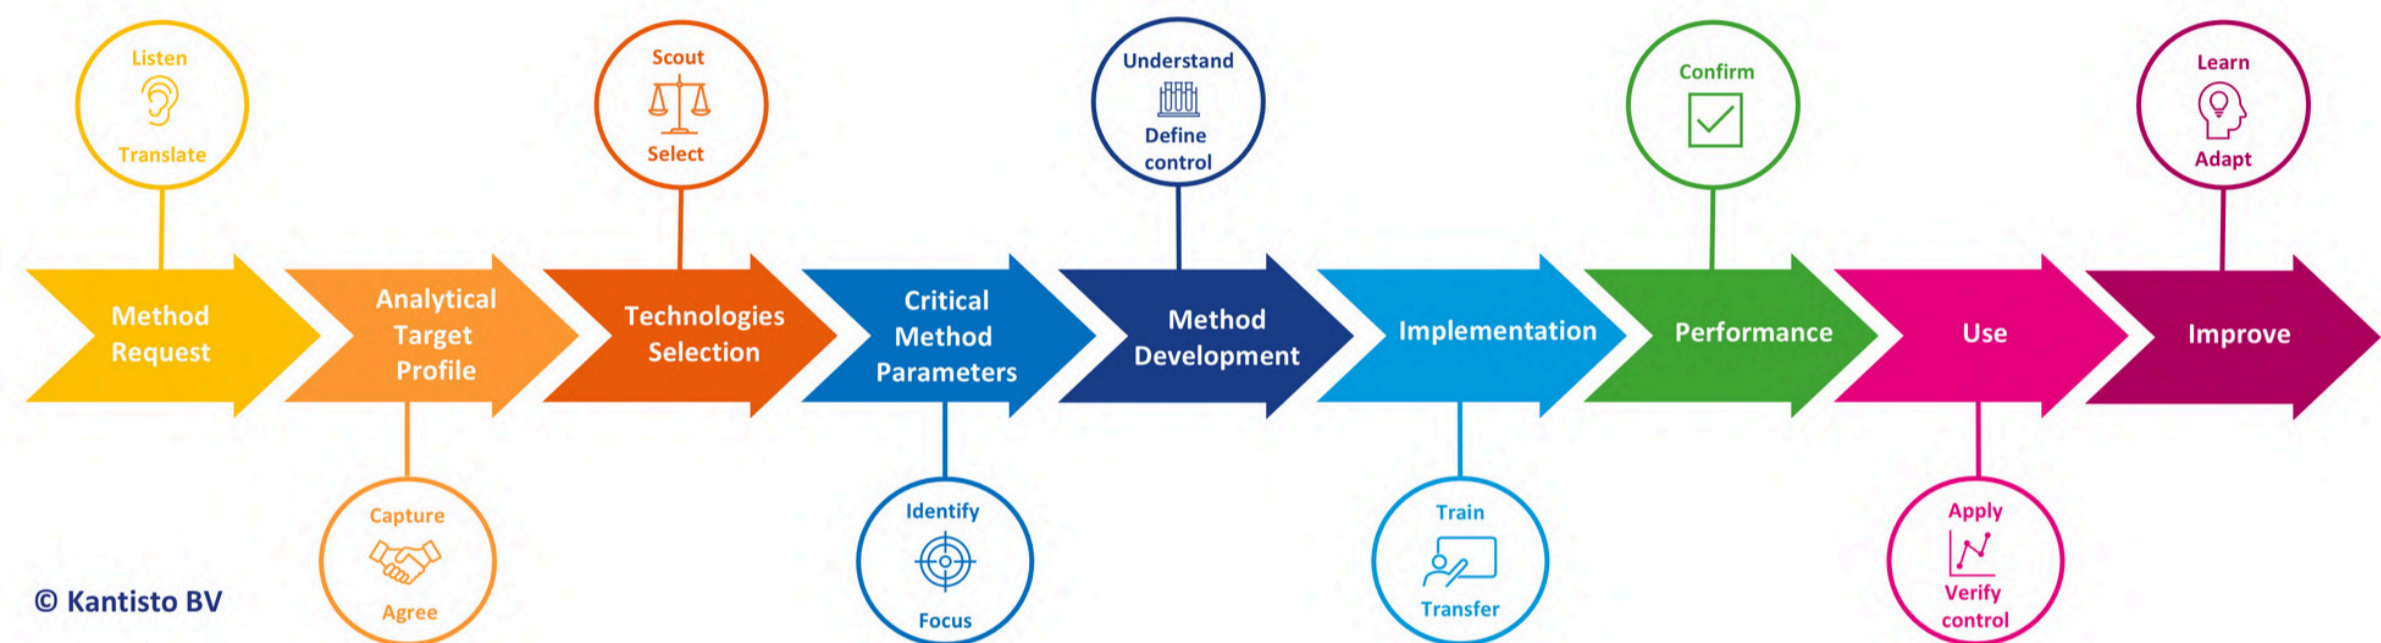 Listen
Translate
Scout
Select
Understand
Define
control
Confirm
Learn
Adapt
Method
Request
Analytical
Target
Profile
Technologies
Selection
Critical
Method
Parameters
Method
Development
Implementation
Performance
Use
Improve
Capture
Agree
Identify
Focus
Train
Transfer
Apply
Verify
control
© Kantisto BV